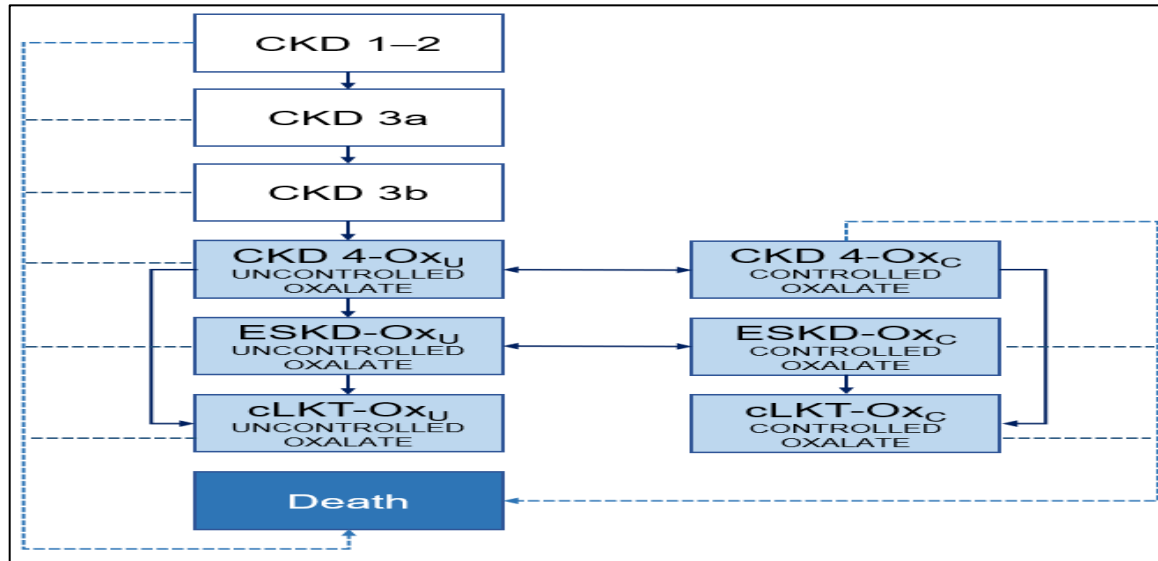 CKD 1–2
CKD 3a
CKD 3b
CKD 4-OxU
UNCONTROLLED
OXALATE
CKD 4-OxC
CONTROLLED
OXALATE
ESKD-OxU
UNCONTROLLED
OXALATE
ESKD-OxC
CONTROLLED
OXALATE
cLKT-OxU
UNCONTROLLED
OXALATE
cLKT-OxC
CONTROLLED
OXALATE
Death